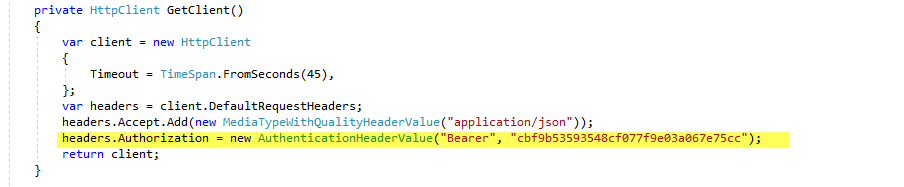 private HttpClient GetClient()
{
var client = new HttpClient
{
Timeout = TimeSpan.FromSeconds(45),
};
var headers = client.DefaultRequestHeaders;
headers.Accept.Add(new MediaTypeWithQualityHeaderValue("application/json"));
headers.Authorization = new AuthenticationHeaderValue("Bearer", "cbf9b53593548cf077f9e03a067e75cc");
return client;
}